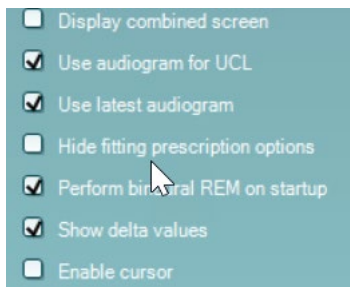 Display combined screen
Use audiogram for UCL
Use latest audiogram
Hide fitting prescription options
Perform REM on startup
Show delta values
Enable cursor